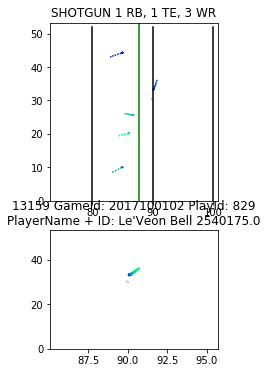 SHOTGUN 1 RB, 1 TE, 3 WR
50
40
30
20
10
0
80 90 100
13159 GameId: 2017100102 PlayId: 829
PlayerName + ID: Le'Veon Bell 2540175.0
40
20
0
87.5 90.0 92.5 95.0